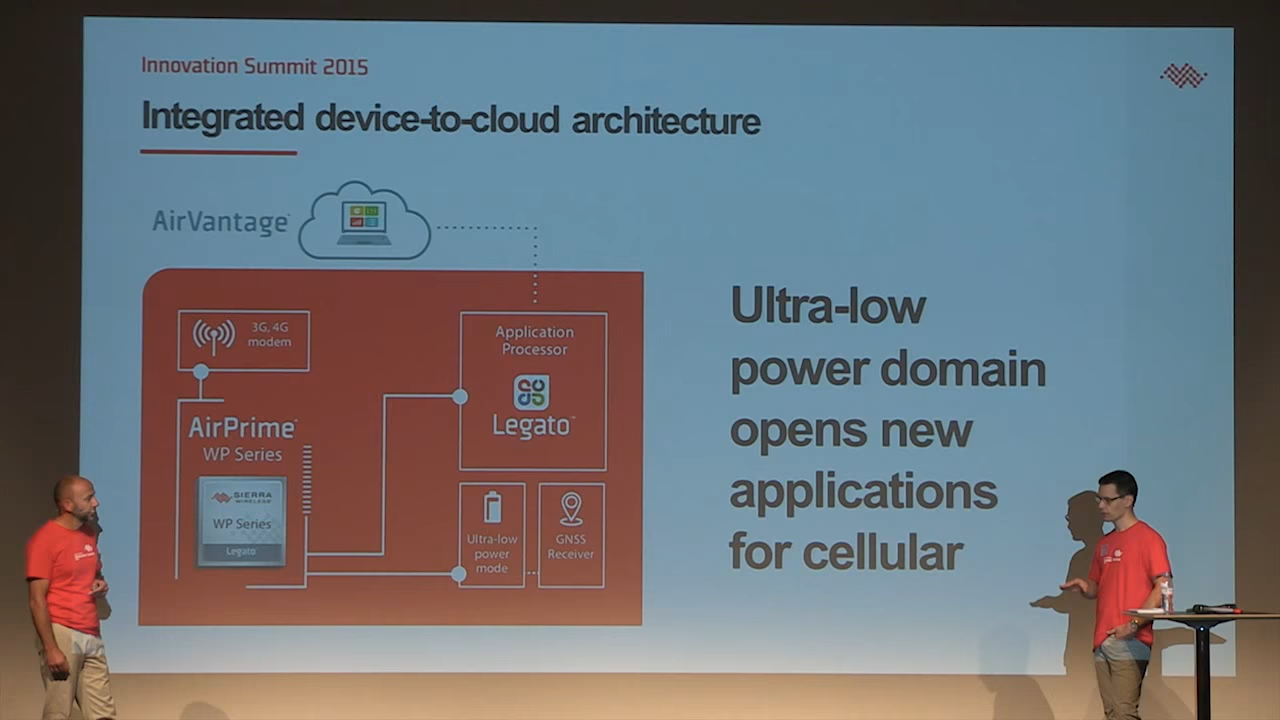 Innovation Summit 2015
Integrated device-to-cloud architecture
AirVantage
3G, 4G
modem
AirPrime
WP Series
SIERRA
WIRELESS
WP Series
Legato
Application
Processor
Legato
Ultra-low
power
mode
GNSS
Receiver
Ultra-low
power domain
opens new
applications
for cellular